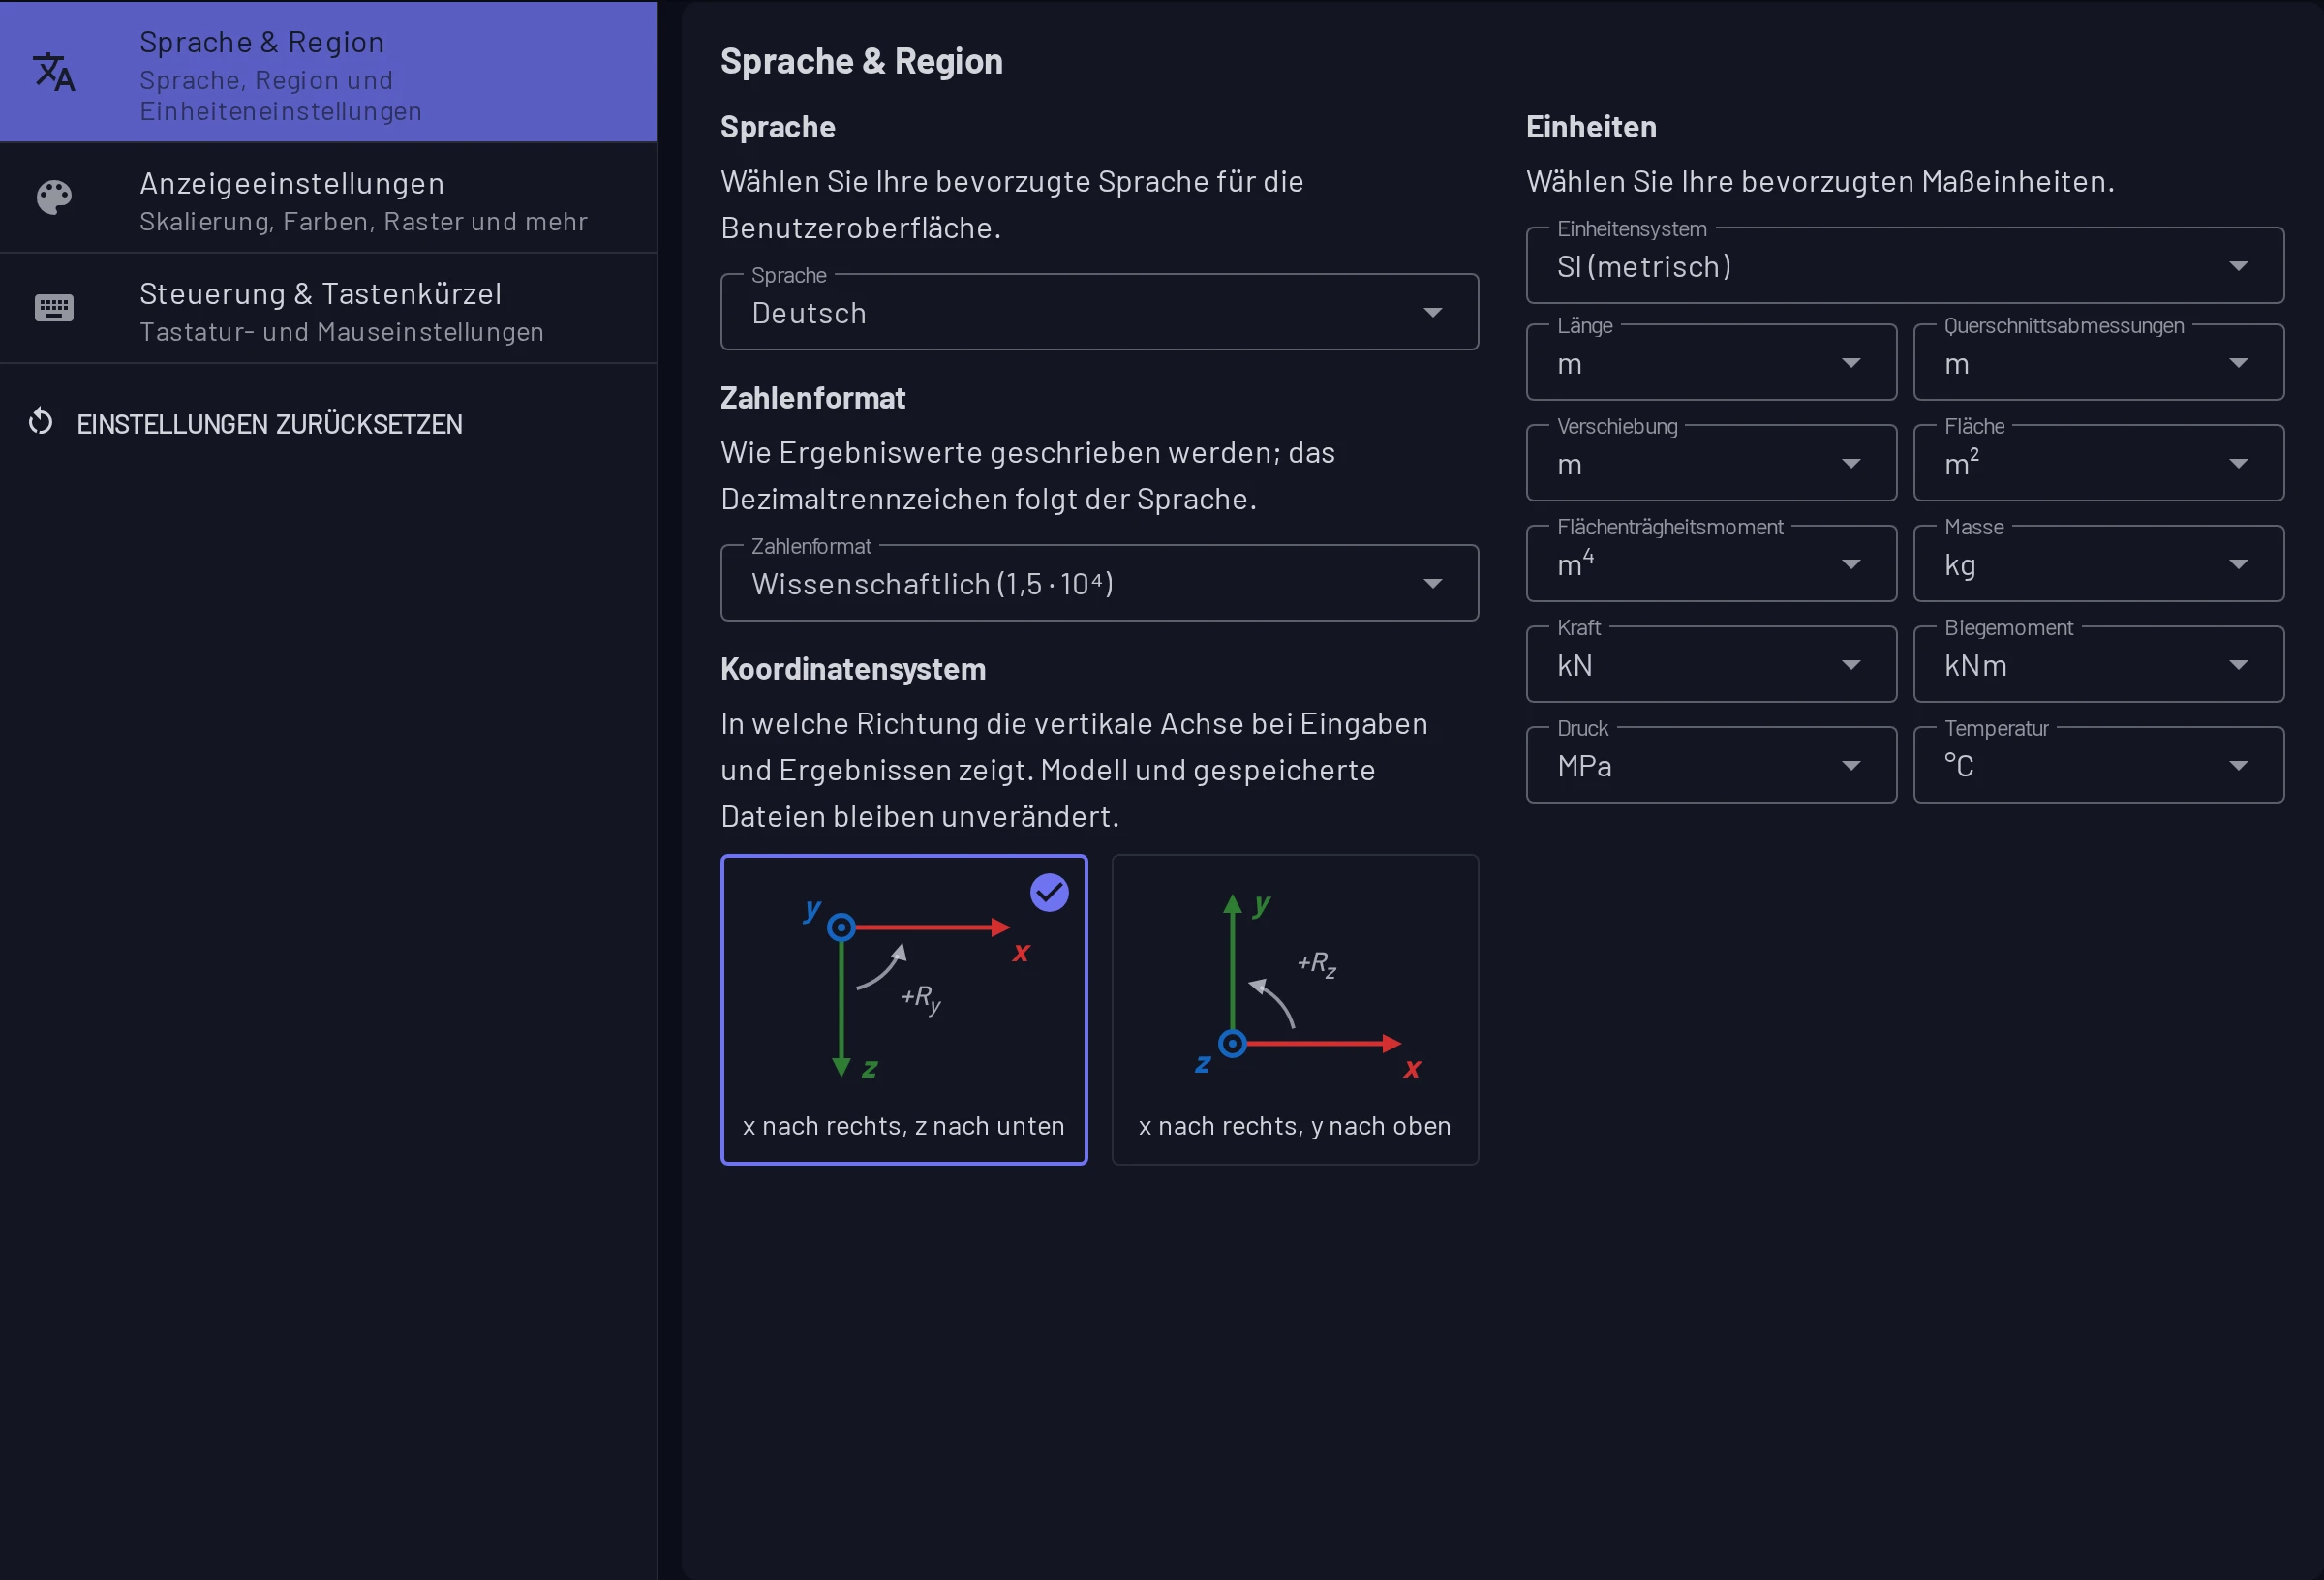 Sprache & Region
Sprache, Region und
Einheiteneinstellungen
Anzeigeeinstellungen
Skalierung, Farben, Raster und mehr
Steuerung & Tastenkürzel
Tastatur- und Mauseinstellungen
EINSTELLUNGEN ZURÜCKSETZEN
Sprache & Region
Sprache
Wählen Sie Ihre bevorzugte Sprache für die
Benutzeroberfläche.
Sprache
Deutsch
Zahlenformat
Wie Ergebniswerte geschrieben werden; das
Dezimaltrennzeichen folgt der Sprache.
Zahlenformat
Wissenschaftlich (1,5 · 10⁴)
Koordinatensystem
In welche Richtung die vertikale Achse bei Eingaben
und Ergebnissen zeigt. Modell und gespeicherte
Dateien bleiben unverändert.
y
x
+Ry
z
x nach rechts, z nach unten
y
+Rz
z
x
x nach rechts, y nach oben
Einheiten
Wählen Sie Ihre bevorzugten Maßeinheiten.
Einheitensystem
SI (metrisch)
Länge
m
Querschnittsabmessungen
m
Verschiebung
m
Fläche
m²
Flächenträgheitsmoment
m⁴
Masse
kg
Kraft
kN
Biegemoment
kNm
Druck
MPa
Temperatur
°C